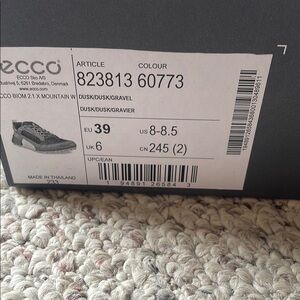 ecco
ECCO Sko A/S
Industrivej 5, 6261 Bredebro, Denmark
www.ecco.com
ARTICLE COLOUR
823813 60773
CCO BIOM 2.1 X MOUNTAIN W DUSK/DUSK/GRAVEL
DUSK/DUSK/GRAVIER
EU 39 US 8-8.5
UK 6 CN 245 (2)
UPC/EAN
1 94891 26584 3
MADE IN THAILAND
233